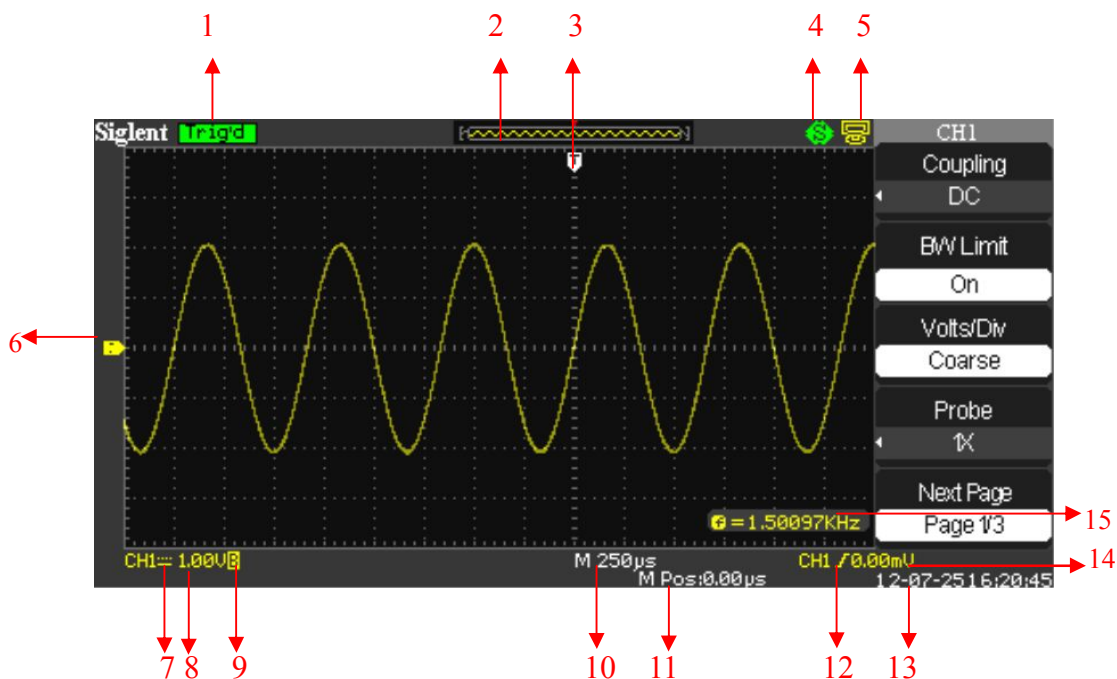 1 2 3 4 5
Siglent Trig'd T S CH1
Coupling
DC
BW Limit
On
Volts/Div
6
Coarse
Probe
1X
Next Page
f=1.50097KHz Page 1/3 15
CH1 1.00V B M 250μs CH1 0.00mV 14
M Pos:0.00μs 12-07-25 16:20:45
7 8 9 10 11 12 13